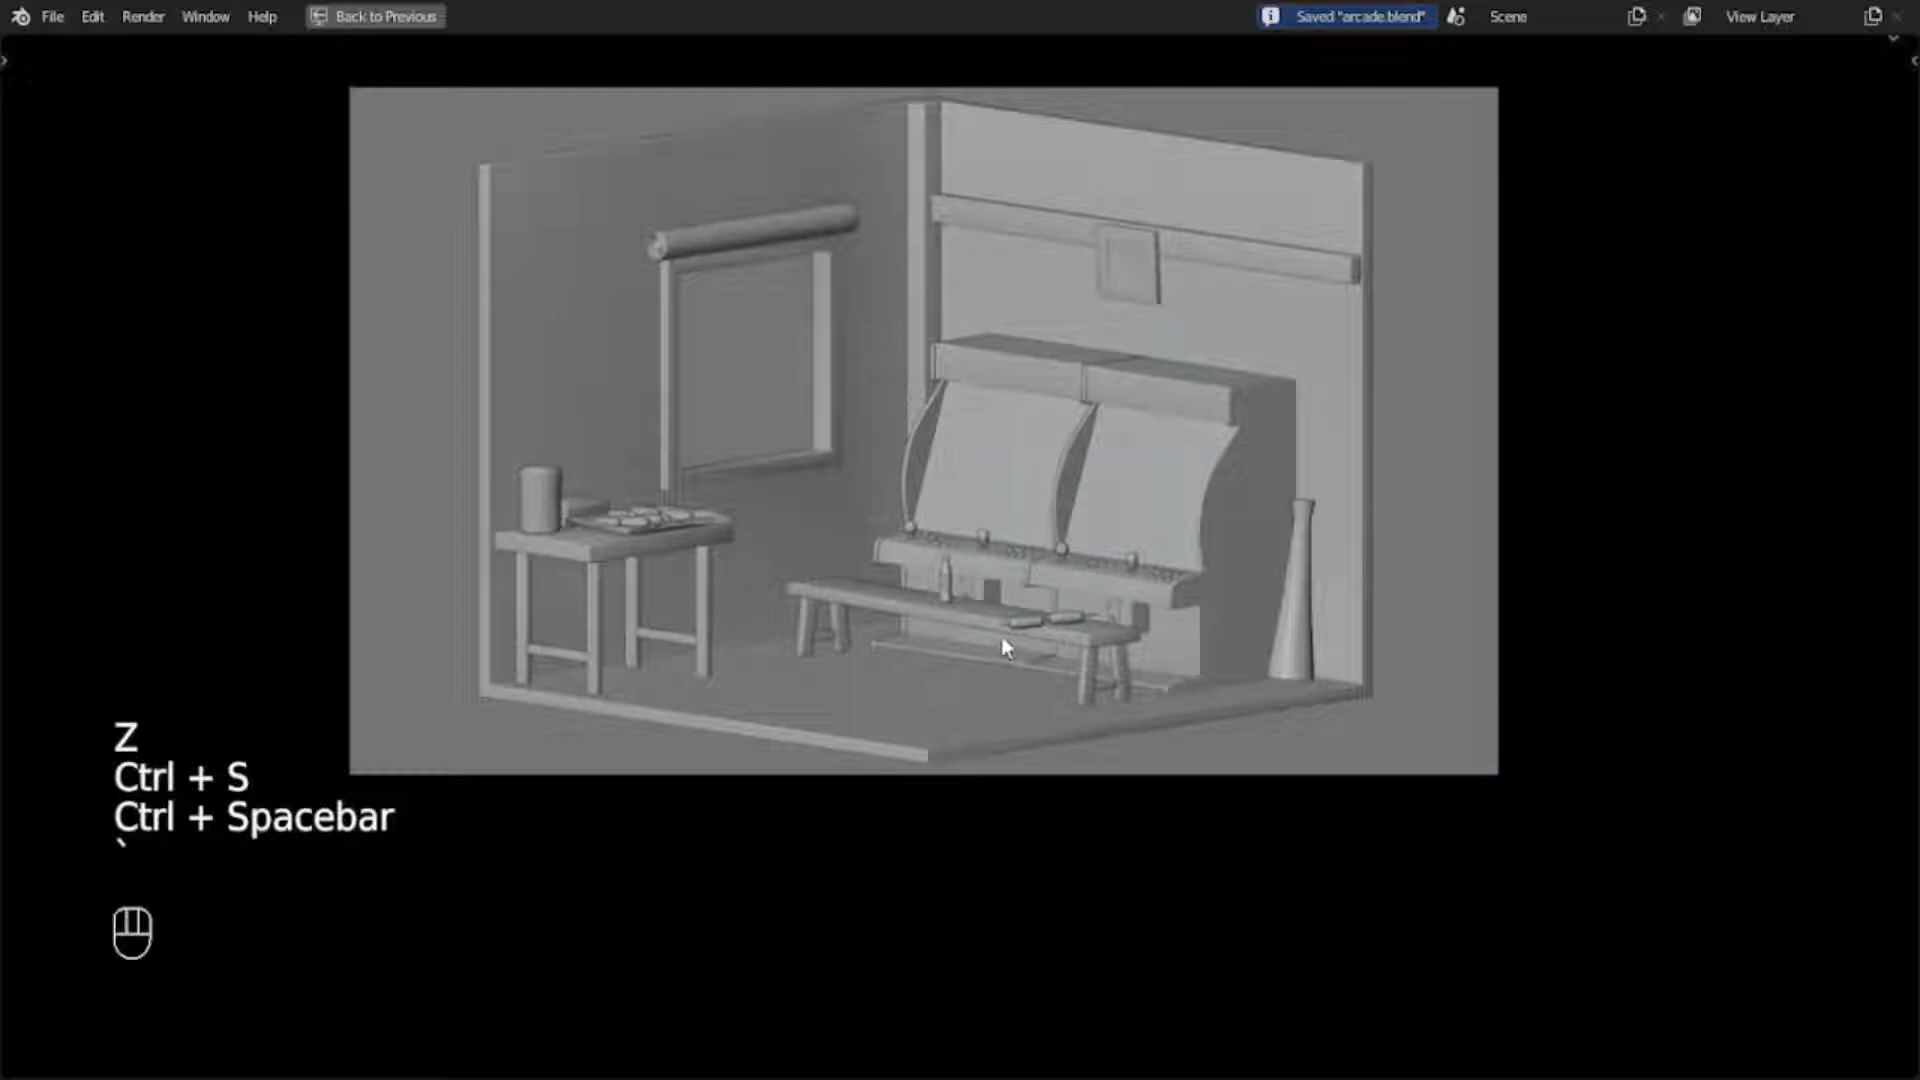 File Edit Render Window Help Back to Previous Saved "arcade.blend" Scene View Layer
Z
Ctrl + S
Ctrl + Spacebar
`